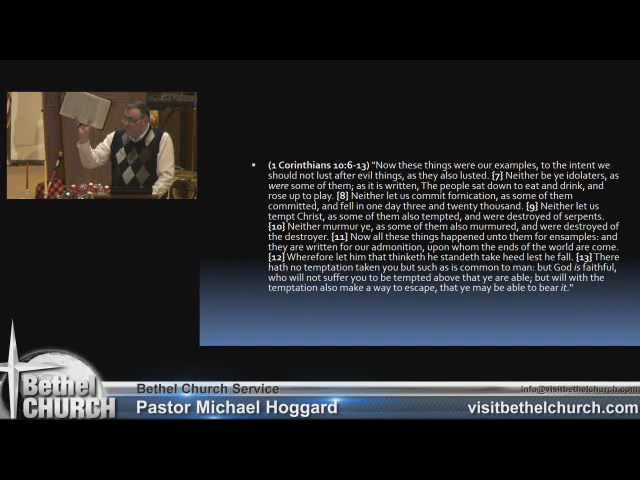 (1 Corinthians 10:6-13) "Now these things were our examples, to the intent we
should not lust after evil things, as they also lusted. {7} Neither be ye idolaters, as
were some of them; as it is written, The people sat down to eat and drink, and
rose up to play. {8} Neither let us commit fornication, as some of them
committed, and fell in one day three and twenty thousand. {9} Neither let us
tempt Christ, as some of them also tempted, and were destroyed of serpents.
{10} Neither murmur ye, as some of them also murmured, and were destroyed of
the destroyer. {11} Now all these things happened unto them for ensamples: and
they are written for our admonition, upon whom the ends of the world are come.
{12} Wherefore let him that thinketh he standeth take heed lest he fall. {13} There
hath no temptation taken you but such as is common to man: but God is faithful,
who will not suffer you to be tempted above that ye are able; but will with the
temptation also make a way to escape, that ye may be able to bear it."
Bethel
CHURCH
Bethel Church Service
info@visitbethelchurch.com
Pastor Michael Hoggard
visitbethelchurch.com